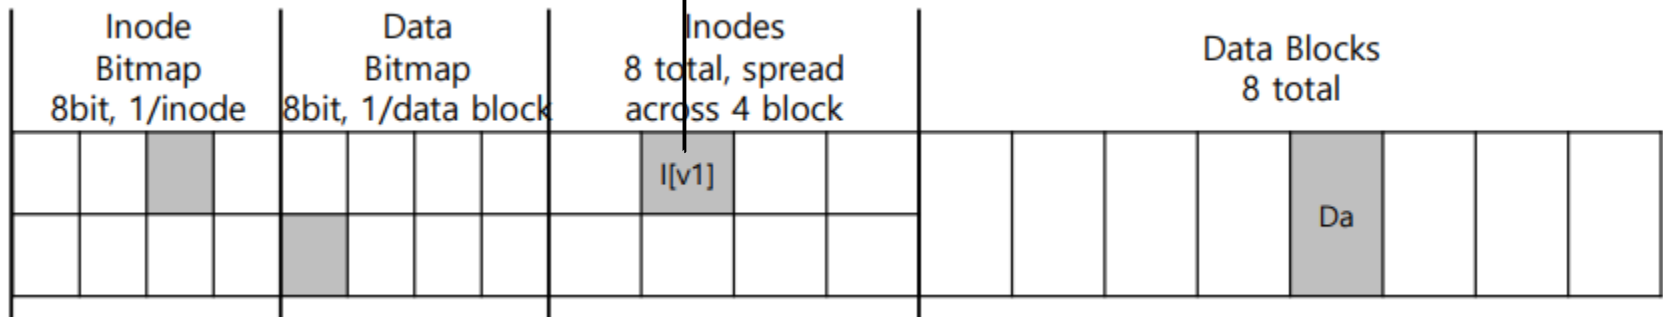 Inode
Bitmap
8bit, 1/inode
Data
Bitmap
8bit, 1/data block
Inodes
8 total, spread
across 4 block
Data Blocks
8 total
I[v1]
Da